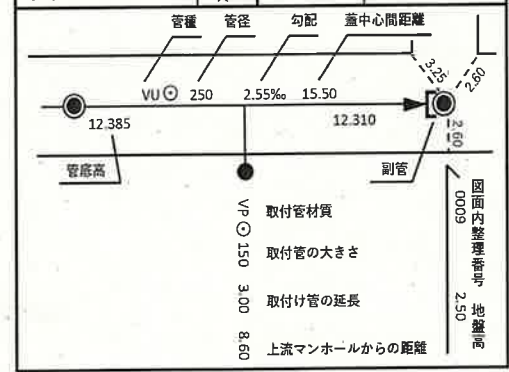 管種 管径 勾配 蓋中心間距離
VU⊙ 250 2.55‰ 15.50
3.25
2.60
12.385
12.310
2.60
管底高
副管
VP⊙ 150 3.00 8.60
取付管材質
取付管の大きさ
取付け管の延長
上流マンホールからの距離
図面内整理番号 地盤高
0009 2.50